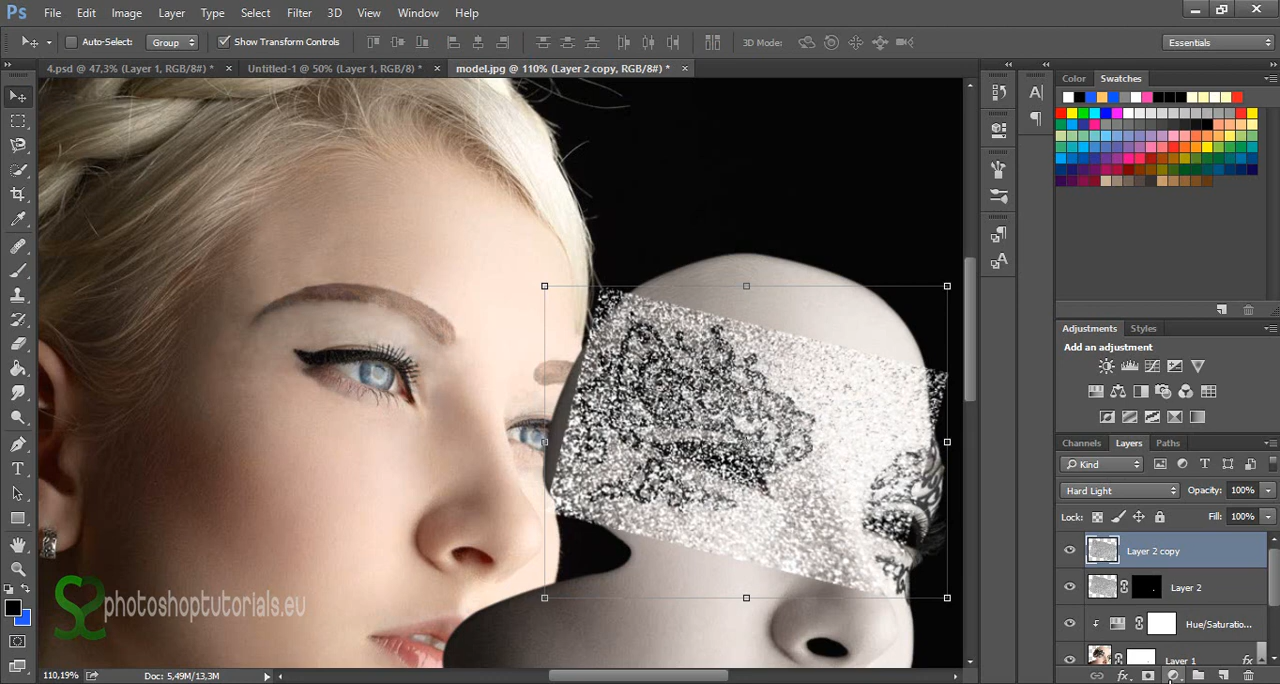 Ps File Edit Image Layer Type Select Filter 3D View Window Help
Auto-Select: Group Show Transform Controls 3D Mode: Essentials
4.psd @ 47,3% (Layer 1, RGB/8#) * × Untitled-1 @ 50% (Layer 1, RGB/8) * × model.jpg @ 110% (Layer 2 copy, RGB/8#) * ×
Color Swatches
Adjustments Styles
Add an adjustment
Channels Layers Paths
Kind
Hard Light Opacity: 100%
Lock: Fill: 100%
Layer 2 copy
Layer 2
Hue/Saturatio...
Layer 1 fx
photoshoptutorials.eu
110,19% Doc: 5,49M/13,3M